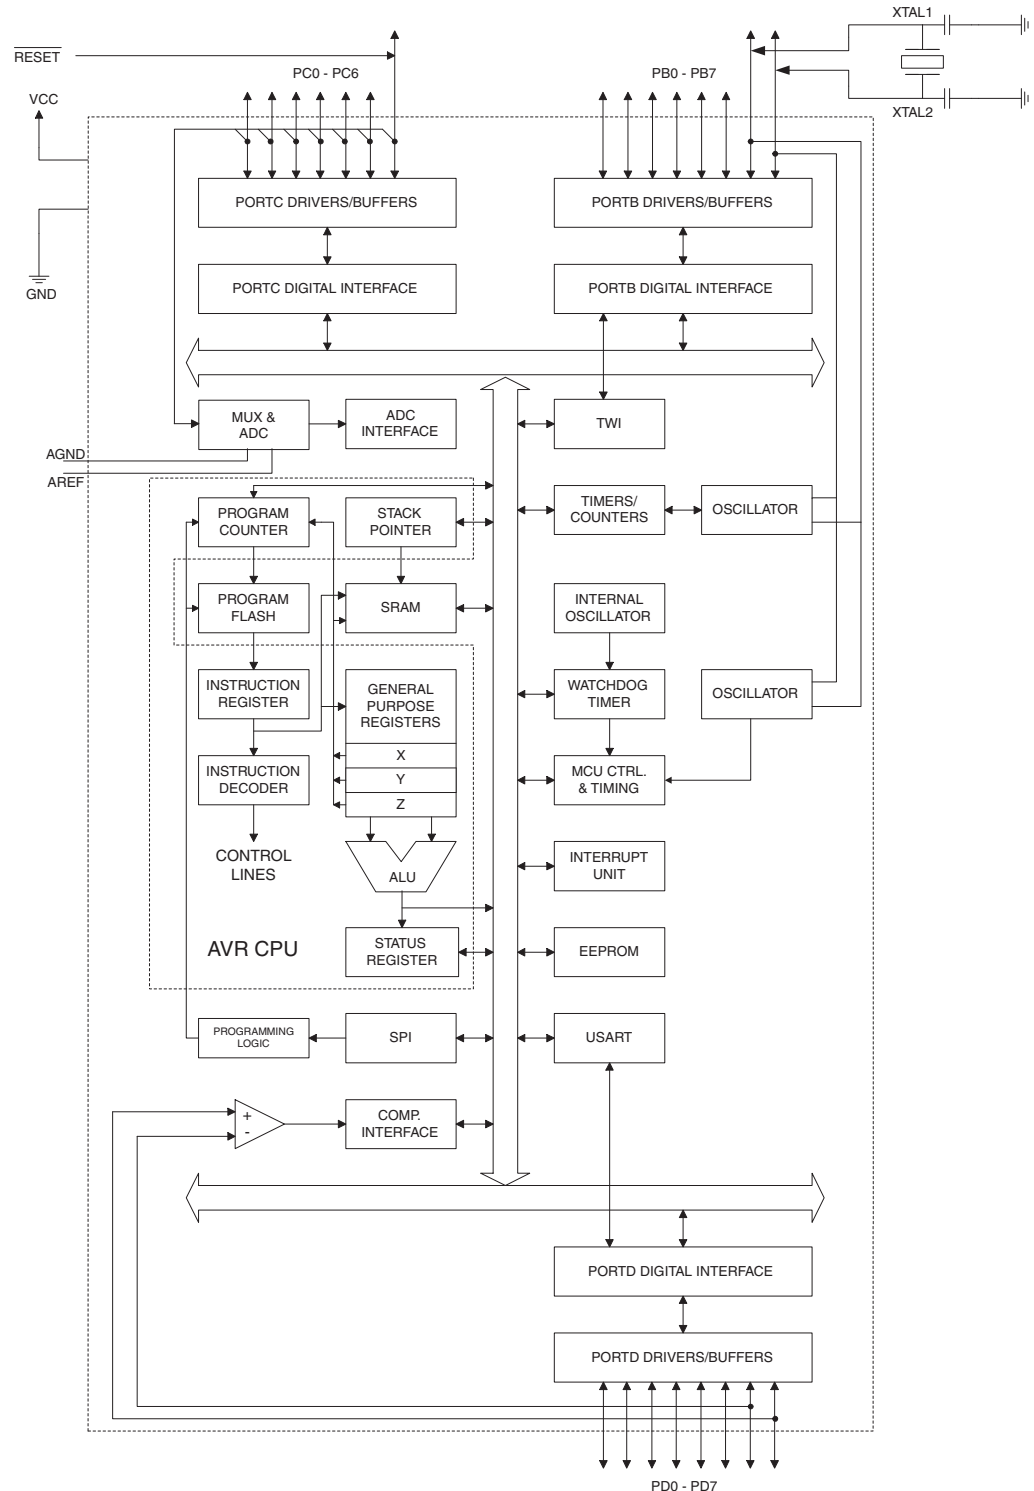 XTAL1
RESET
PC0 - PC6
PB0 - PB7
VCC
XTAL2
PORTC DRIVERS/BUFFERS
PORTB DRIVERS/BUFFERS
GND
PORTC DIGITAL INTERFACE
PORTB DIGITAL INTERFACE
MUX &
ADC
ADC
INTERFACE
TWI
AGND
AREF
PROGRAM
COUNTER
STACK
POINTER
TIMERS/
COUNTERS
OSCILLATOR
PROGRAM
FLASH
SRAM
INTERNAL
OSCILLATOR
INSTRUCTION
REGISTER
GENERAL
PURPOSE
REGISTERS
WATCHDOG
TIMER
OSCILLATOR
X
Y
Z
INSTRUCTION
DECODER
MCU CTRL.
& TIMING
CONTROL
LINES
ALU
INTERRUPT
UNIT
AVR CPU
STATUS
REGISTER
EEPROM
PROGRAMMING
LOGIC
SPI
USART
+
-
COMP.
INTERFACE
PORTD DIGITAL INTERFACE
PORTD DRIVERS/BUFFERS
PD0 - PD7